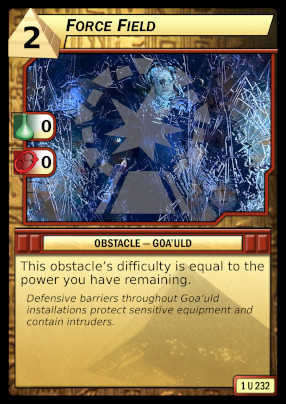 FORCE FIELD
2
0
0
OBSTACLE — GOA'ULD
This obstacle's difficulty is equal to the
power you have remaining.
Defensive barriers throughout Goa'uld
installations protect sensitive equipment and
contain intruders.
1 U 232